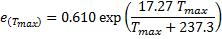 e(Tmax) = 0.610 exp(17.27 Tmax / Tmax + 237.3)